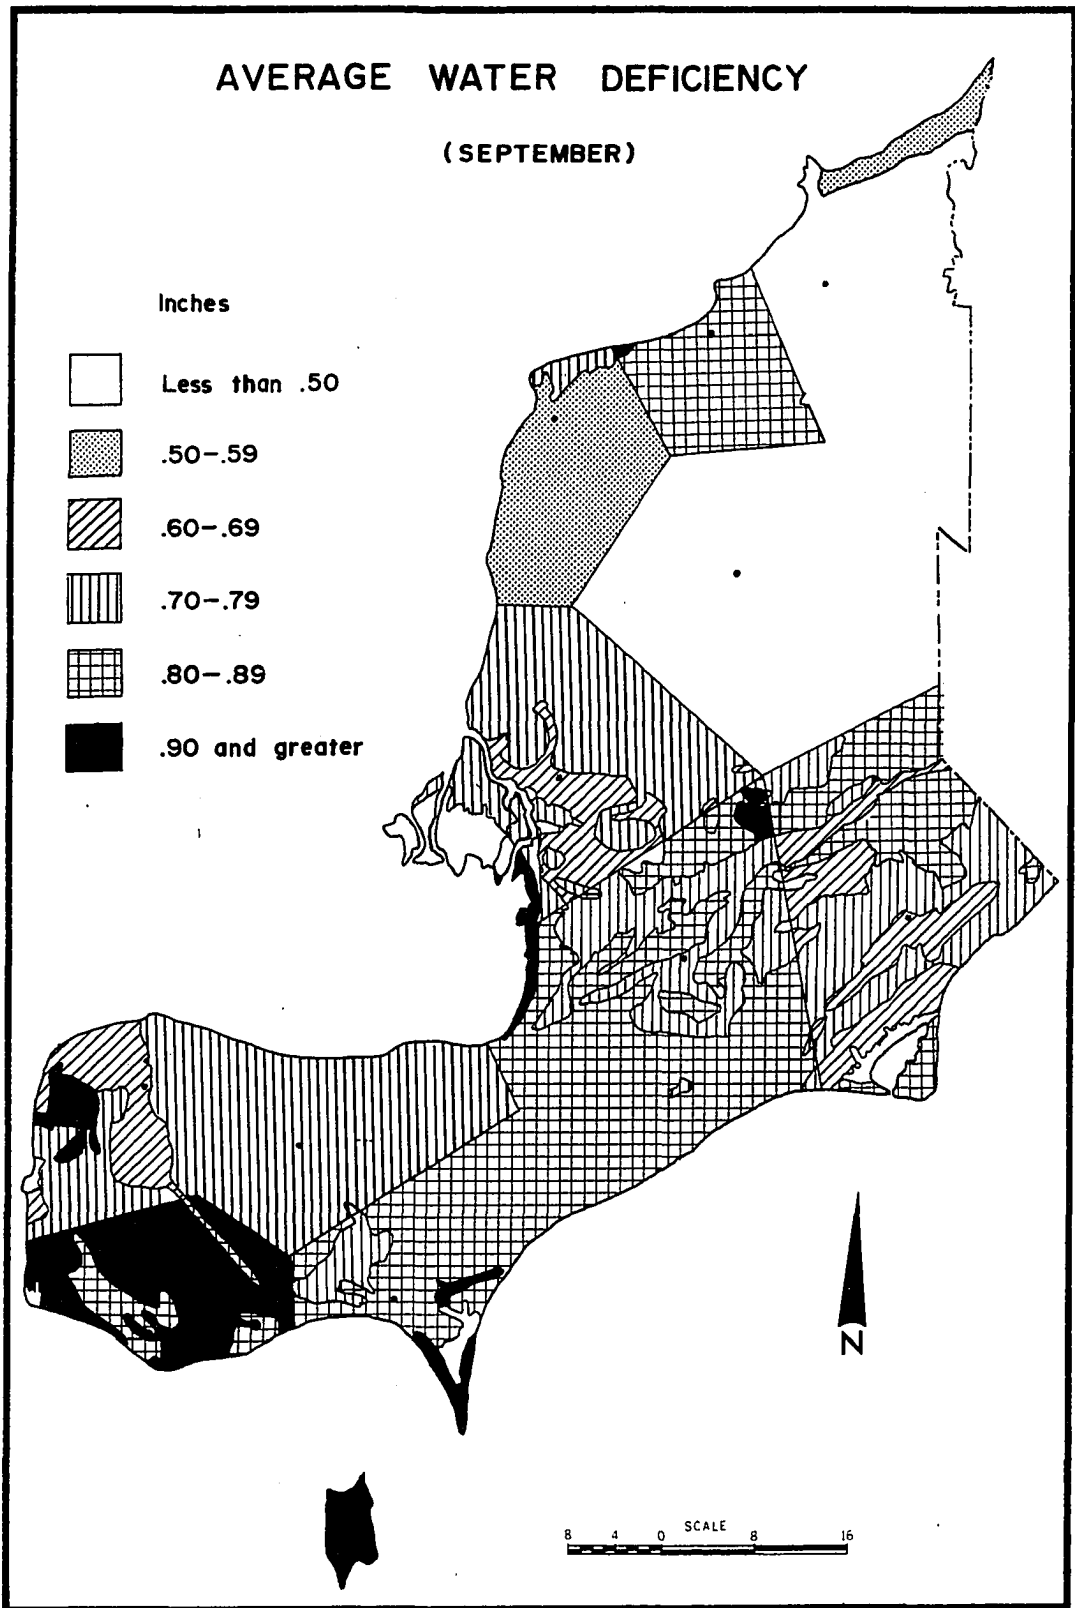 AVERAGE WATER DEFICIENCY
(SEPTEMBER)
Inches
Less than .50
.50-.59
.60-.69
.70-.79
.80-.89
.90 and greater
N
SCALE
8 4 0 8 16